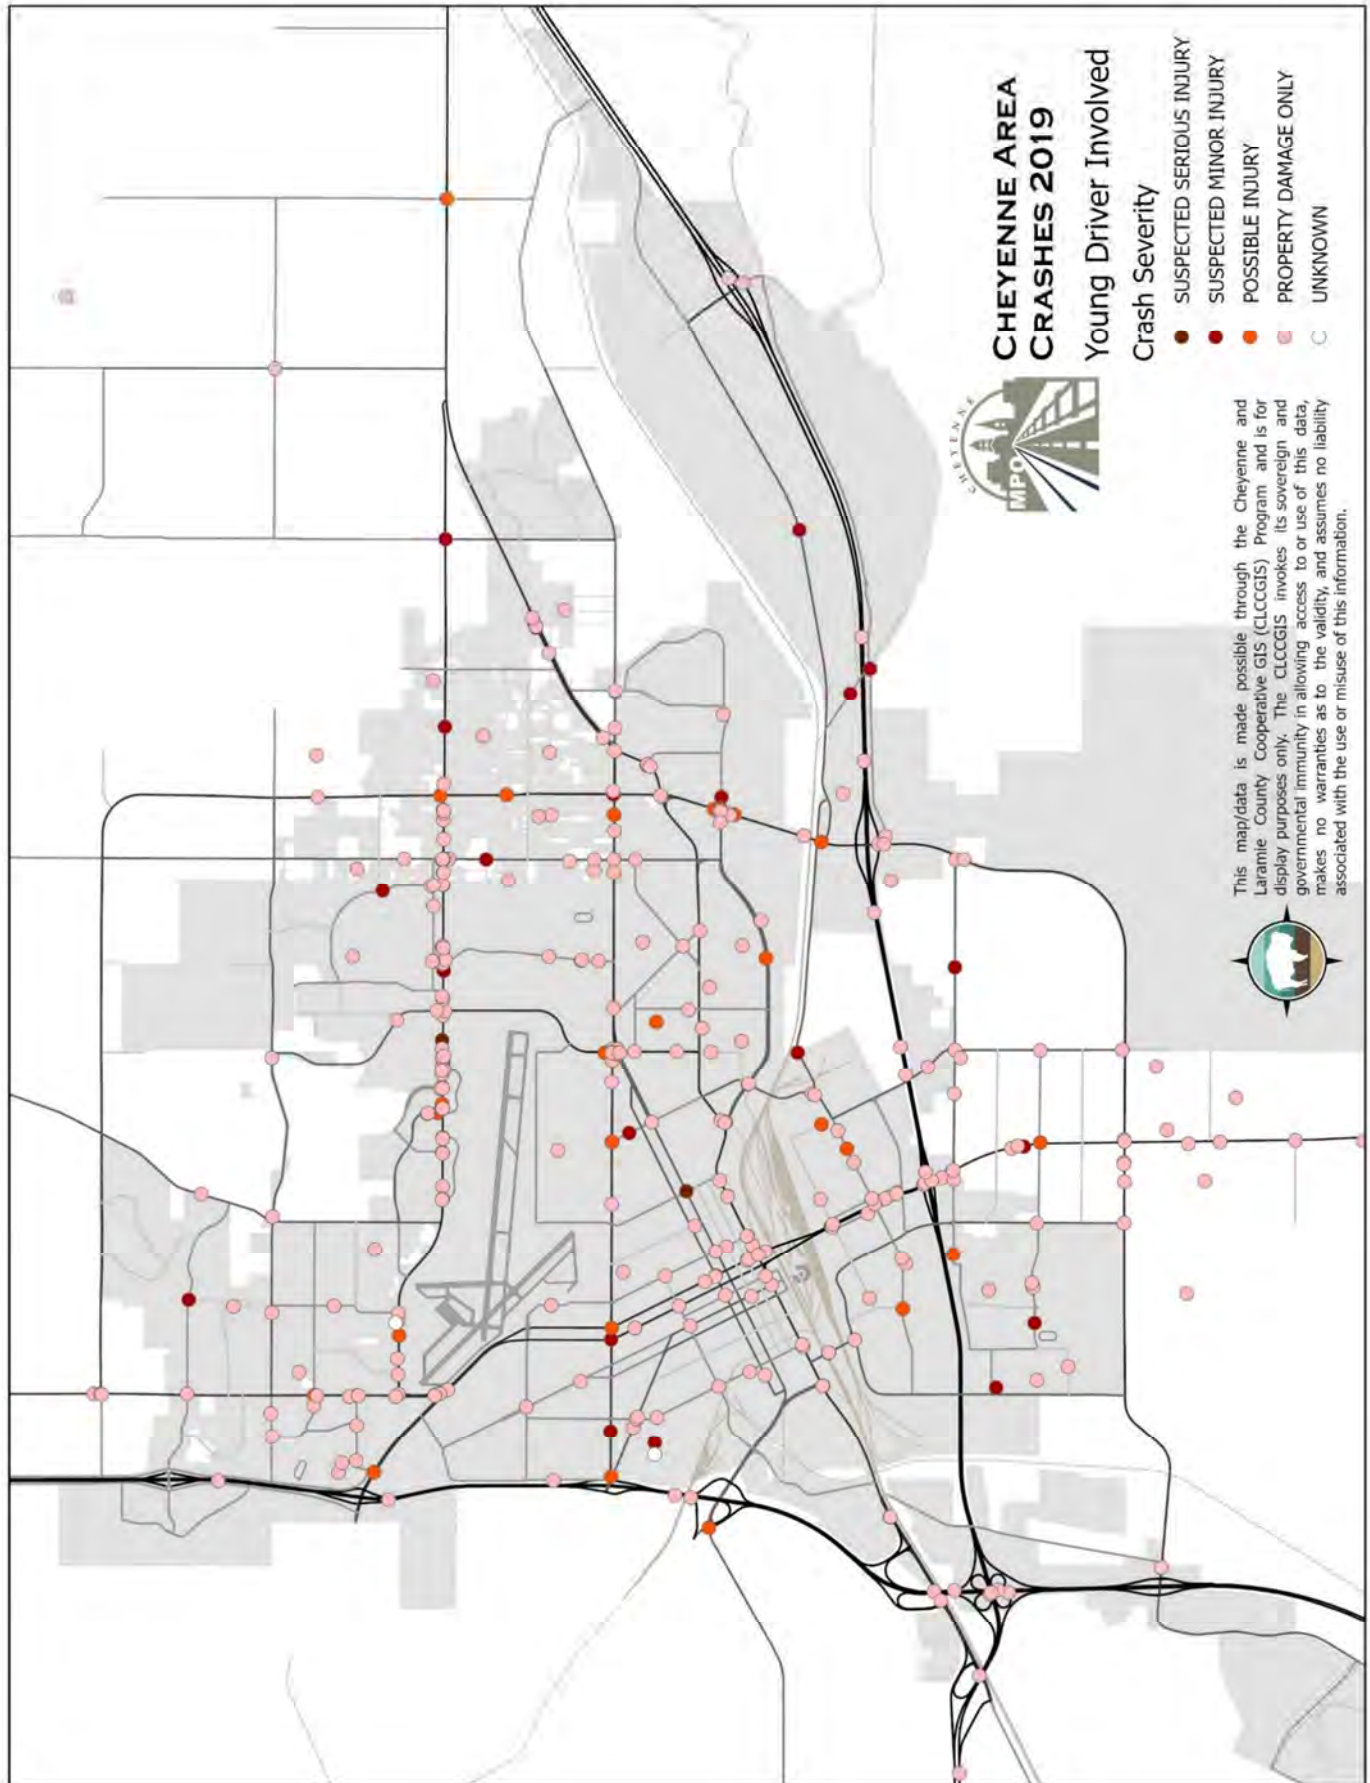 CHEYENNE AREA
CRASHES 2019
Young Driver Involved
Crash Severity
SUSPECTED SERIOUS INJURY
SUSPECTED MINOR INJURY
POSSIBLE INJURY
PROPERTY DAMAGE ONLY
UNKNOWN
CHEYENNE
MPO
This map/data is made possible through the Cheyenne and
Laramie County Cooperative GIS (CLCCGIS) Program and is for
display purposes only. The CLCCGIS invokes its sovereign and
governmental immunity in allowing access to or use of this data,
makes no warranties as to the validity, and assumes no liability
associated with the use or misuse of this information.